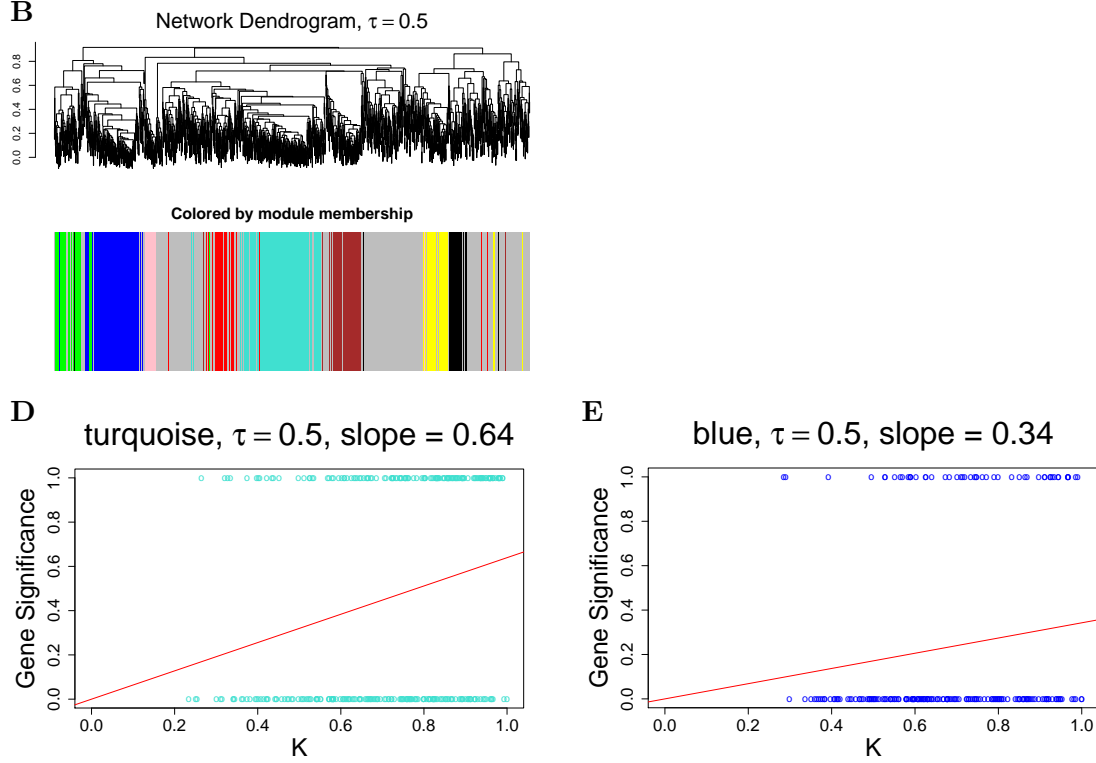 B
Network Dendrogram, τ = 0.5
0.8
0.6
0.4
0.2
0.0
Colored by module membership
D
turquoise, τ = 0.5, slope = 0.64
Gene Significance
1.0
0.8
0.6
0.4
0.2
0.0
0.0 0.2 0.4 0.6 0.8 1.0
K
E
blue, τ = 0.5, slope = 0.34
Gene Significance
1.0
0.8
0.6
0.4
0.2
0.0
0.0 0.2 0.4 0.6 0.8 1.0
K